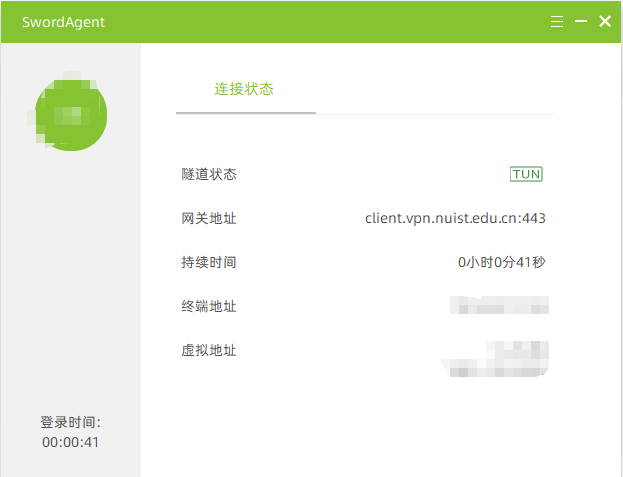 SwordAgent
连接状态
隧道状态
TUN
网关地址
client.vpn.nuist.edu.cn:443
持续时间
0小时0分41秒
终端地址
虚拟地址
登录时间：
00:00:41